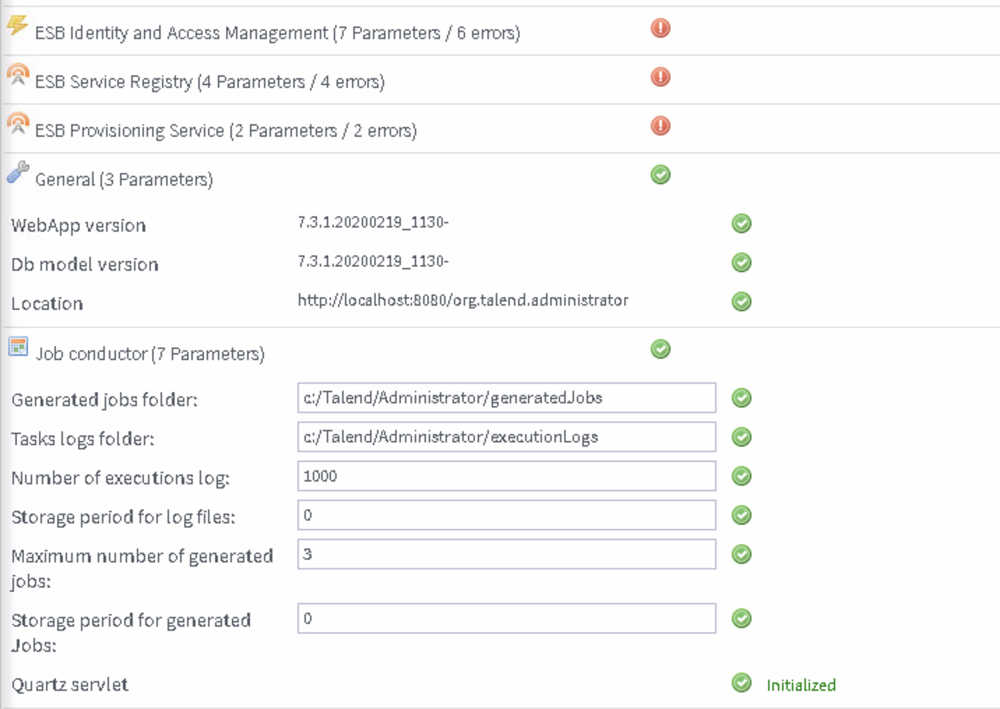 ESB Identity and Access Management (7 Parameters / 6 errors)
ESB Service Registry (4 Parameters / 4 errors)
ESB Provisioning Service (2 Parameters / 2 errors)
General (3 Parameters)
WebApp version 7.3.1.20200219_1130-
Db model version 7.3.1.20200219_1130-
Location http://localhost:8080/org.talend.administrator
Job conductor (7 Parameters)
Generated jobs folder: c:/Talend/Administrator/generatedJobs
Tasks logs folder: c:/Talend/Administrator/executionLogs
Number of executions log: 1000
Storage period for log files: 0
Maximum number of generated 3
jobs:
Storage period for generated 0
Jobs:
Quartz servlet Initialized